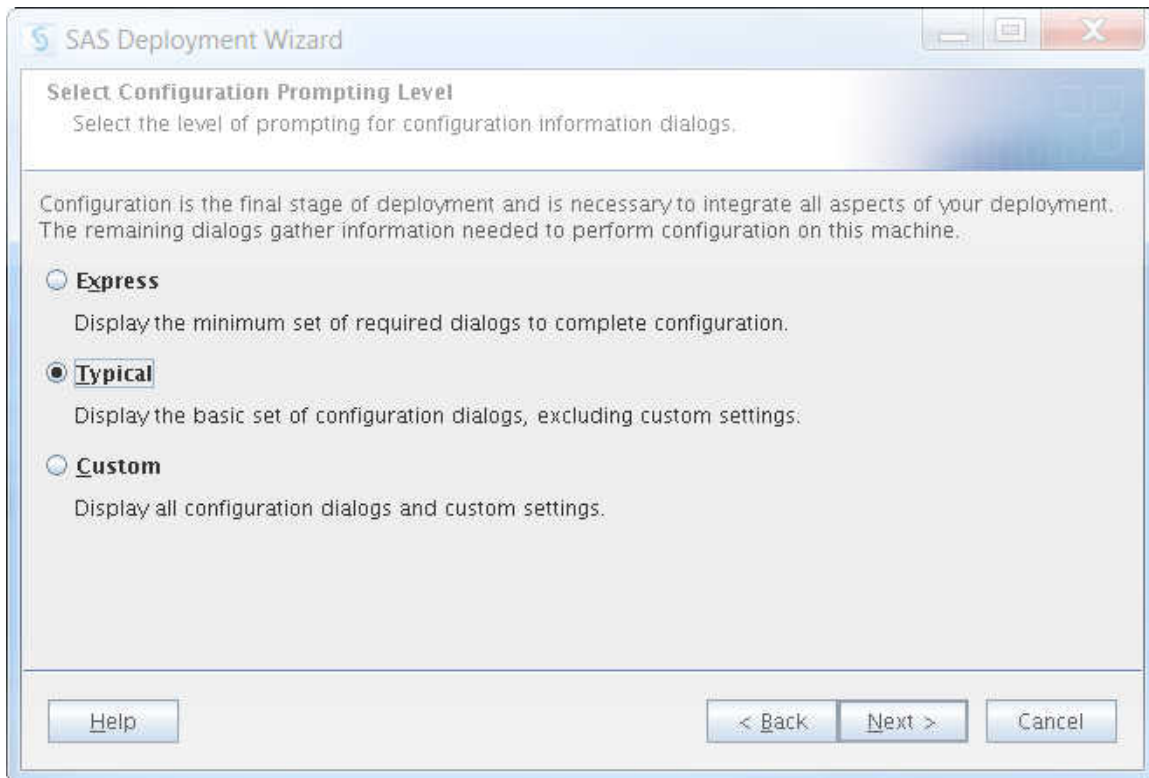 SAS Deployment Wizard
Select Configuration Prompting Level
Select the level of prompting for configuration information dialogs.
Configuration is the final stage of deployment and is necessary to integrate all aspects of your deployment.
The remaining dialogs gather information needed to perform configuration on this machine.
Express
Display the minimum set of required dialogs to complete configuration.
Typical
Display the basic set of configuration dialogs, excluding custom settings.
Custom
Display all configuration dialogs and custom settings.
Help
< Back
Next >
Cancel